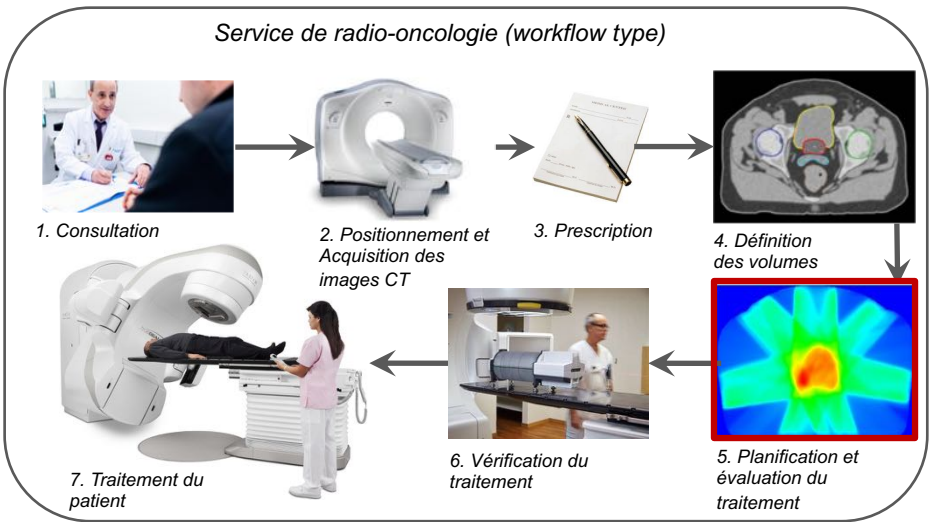 Service de radio-oncologie (workflow type)
1. Consultation
2. Positionnement et
Acquisition des
images CT
3. Prescription
4. Définition
des volumes
5. Planification et
évaluation du
traitement
6. Vérification du
traitement
7. Traitement du
patient